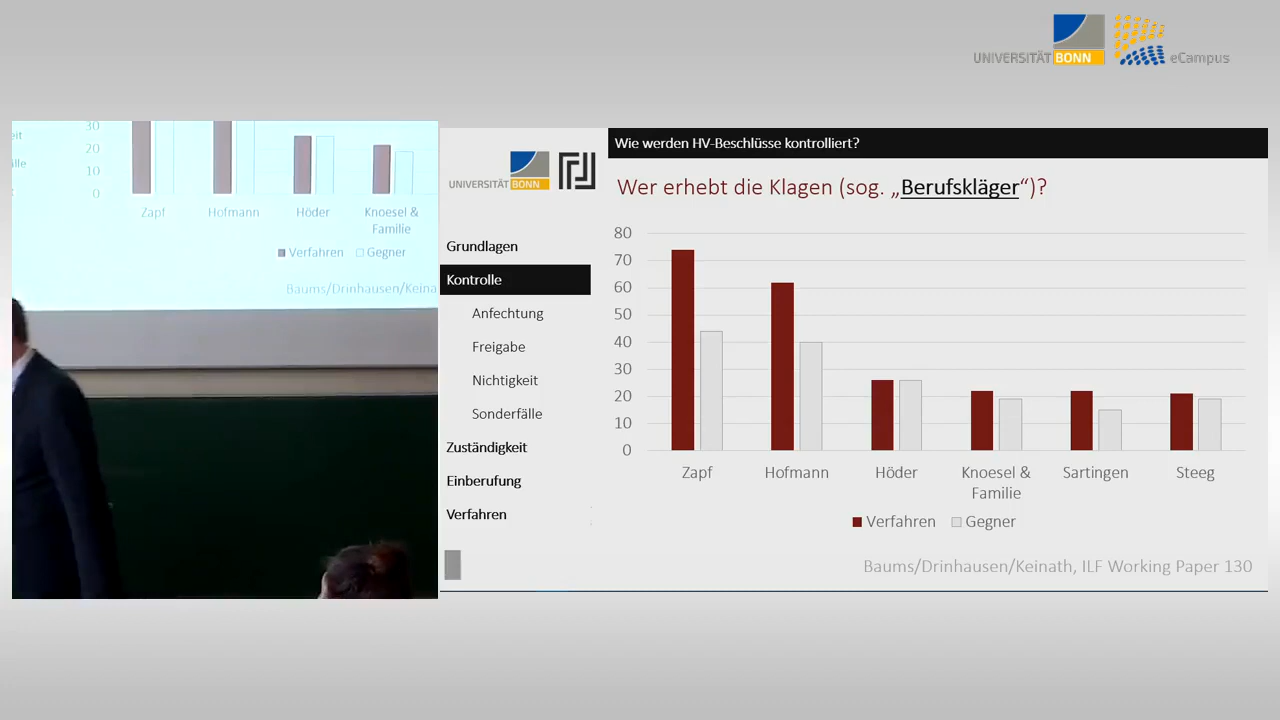 UNIVERSITÄT BONN
eCampus
30
20
10
0
eit
älle
Zapf
Hofmann
Höder
Knoesel &
Familie
Verfahren
Gegner
Baums/Drinhausen/Keina
UNIVERSITÄT BONN
Wie werden HV-Beschlüsse kontrolliert?
Wer erhebt die Klagen (sog. „Berufskläger“)?
Grundlagen
Kontrolle
Anfechtung
Freigabe
Nichtigkeit
Sonderfälle
Zuständigkeit
Einberufung
Verfahren
80
70
60
50
40
30
20
10
0
Zapf
Hofmann
Höder
Knoesel &
Familie
Sartingen
Steeg
Verfahren
Gegner
Baums/Drinhausen/Keinath, ILF Working Paper 130